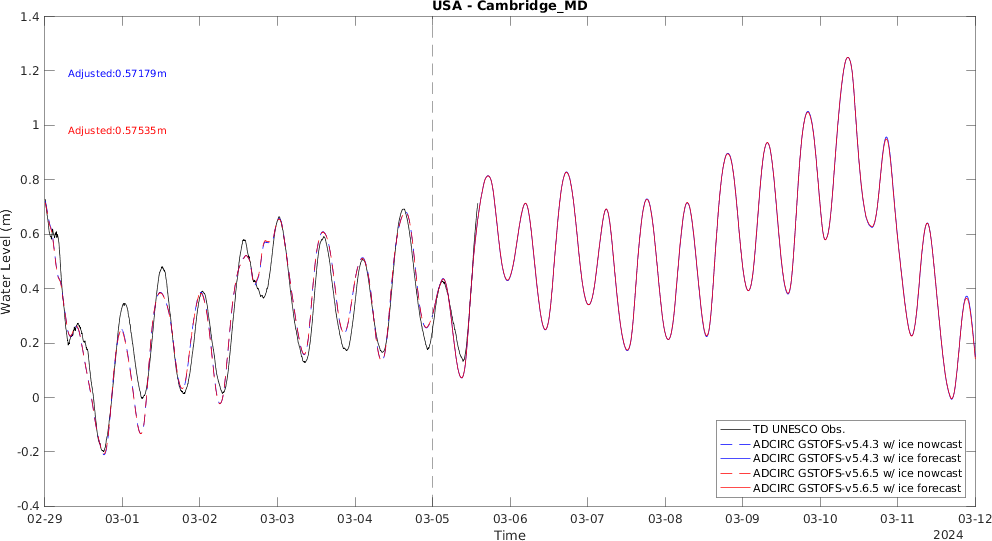 USA - Cambridge_MD
1.4
1.2
1
0.8
0.6
0.4
0.2
0
-0.2
-0.4
Water Level (m)
Adjusted:0.57179m
Adjusted:0.57535m
TD UNESCO Obs.
ADCIRC GSTOFS-v5.4.3 w/ ice nowcast
ADCIRC GSTOFS-v5.4.3 w/ ice forecast
ADCIRC GSTOFS-v5.6.5 w/ ice nowcast
ADCIRC GSTOFS-v5.6.5 w/ ice forecast
02-29 03-01 03-02 03-03 03-04 03-05 03-06 03-07 03-08 03-09 03-10 03-11 03-12
Time
2024